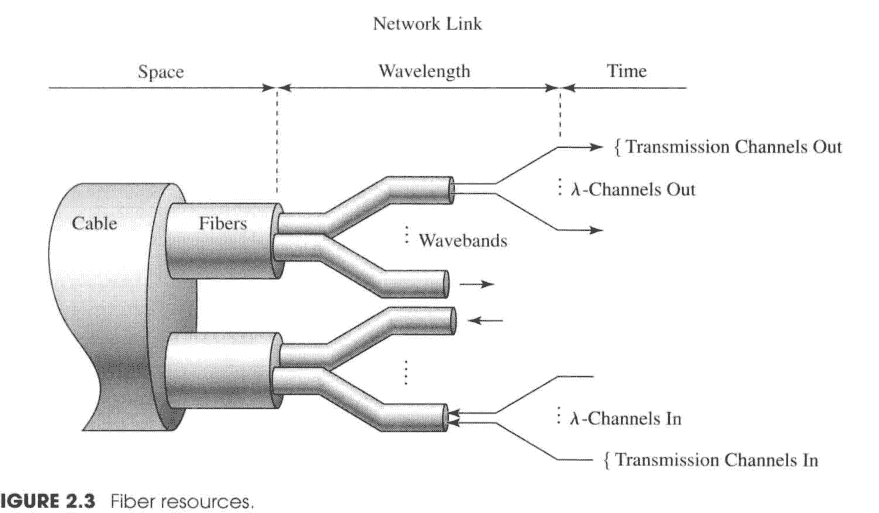 Network Link
Space
Wavelength
Time
{ Transmission Channels Out
⋮ λ-Channels Out
Cable
Fibers
⋮ Wavebands
⋮
⋮ λ-Channels In
{ Transmission Channels In
IGURE 2.3 Fiber resources.